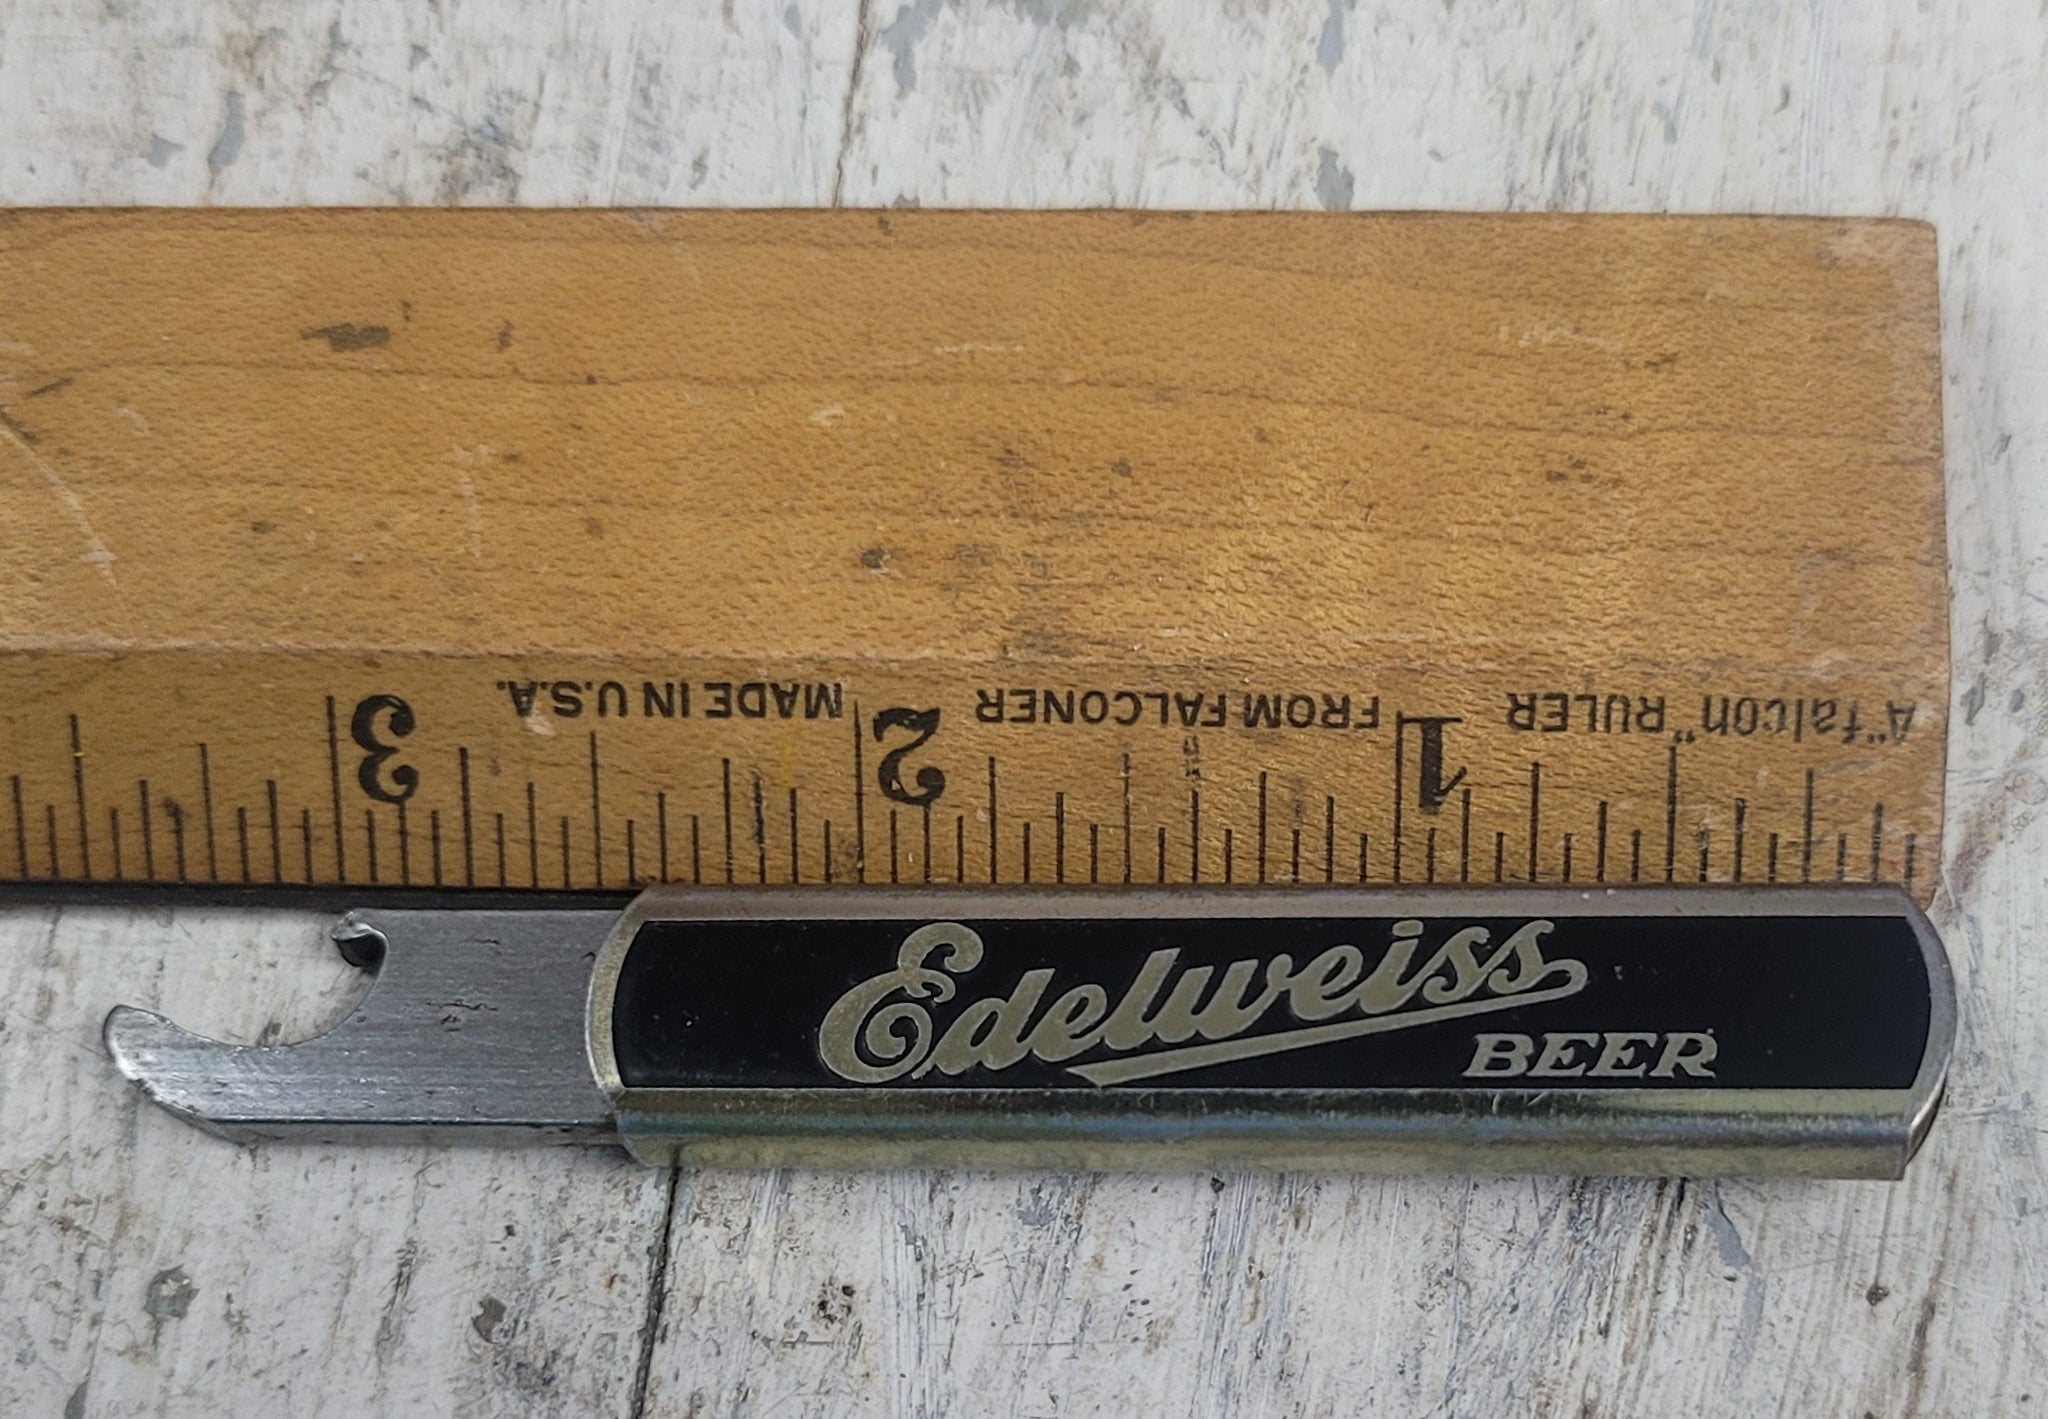 A "falcon" RULER
FROM FALCONER
MADE IN U.S.A.
1
2
3
Edelweiss
BEER